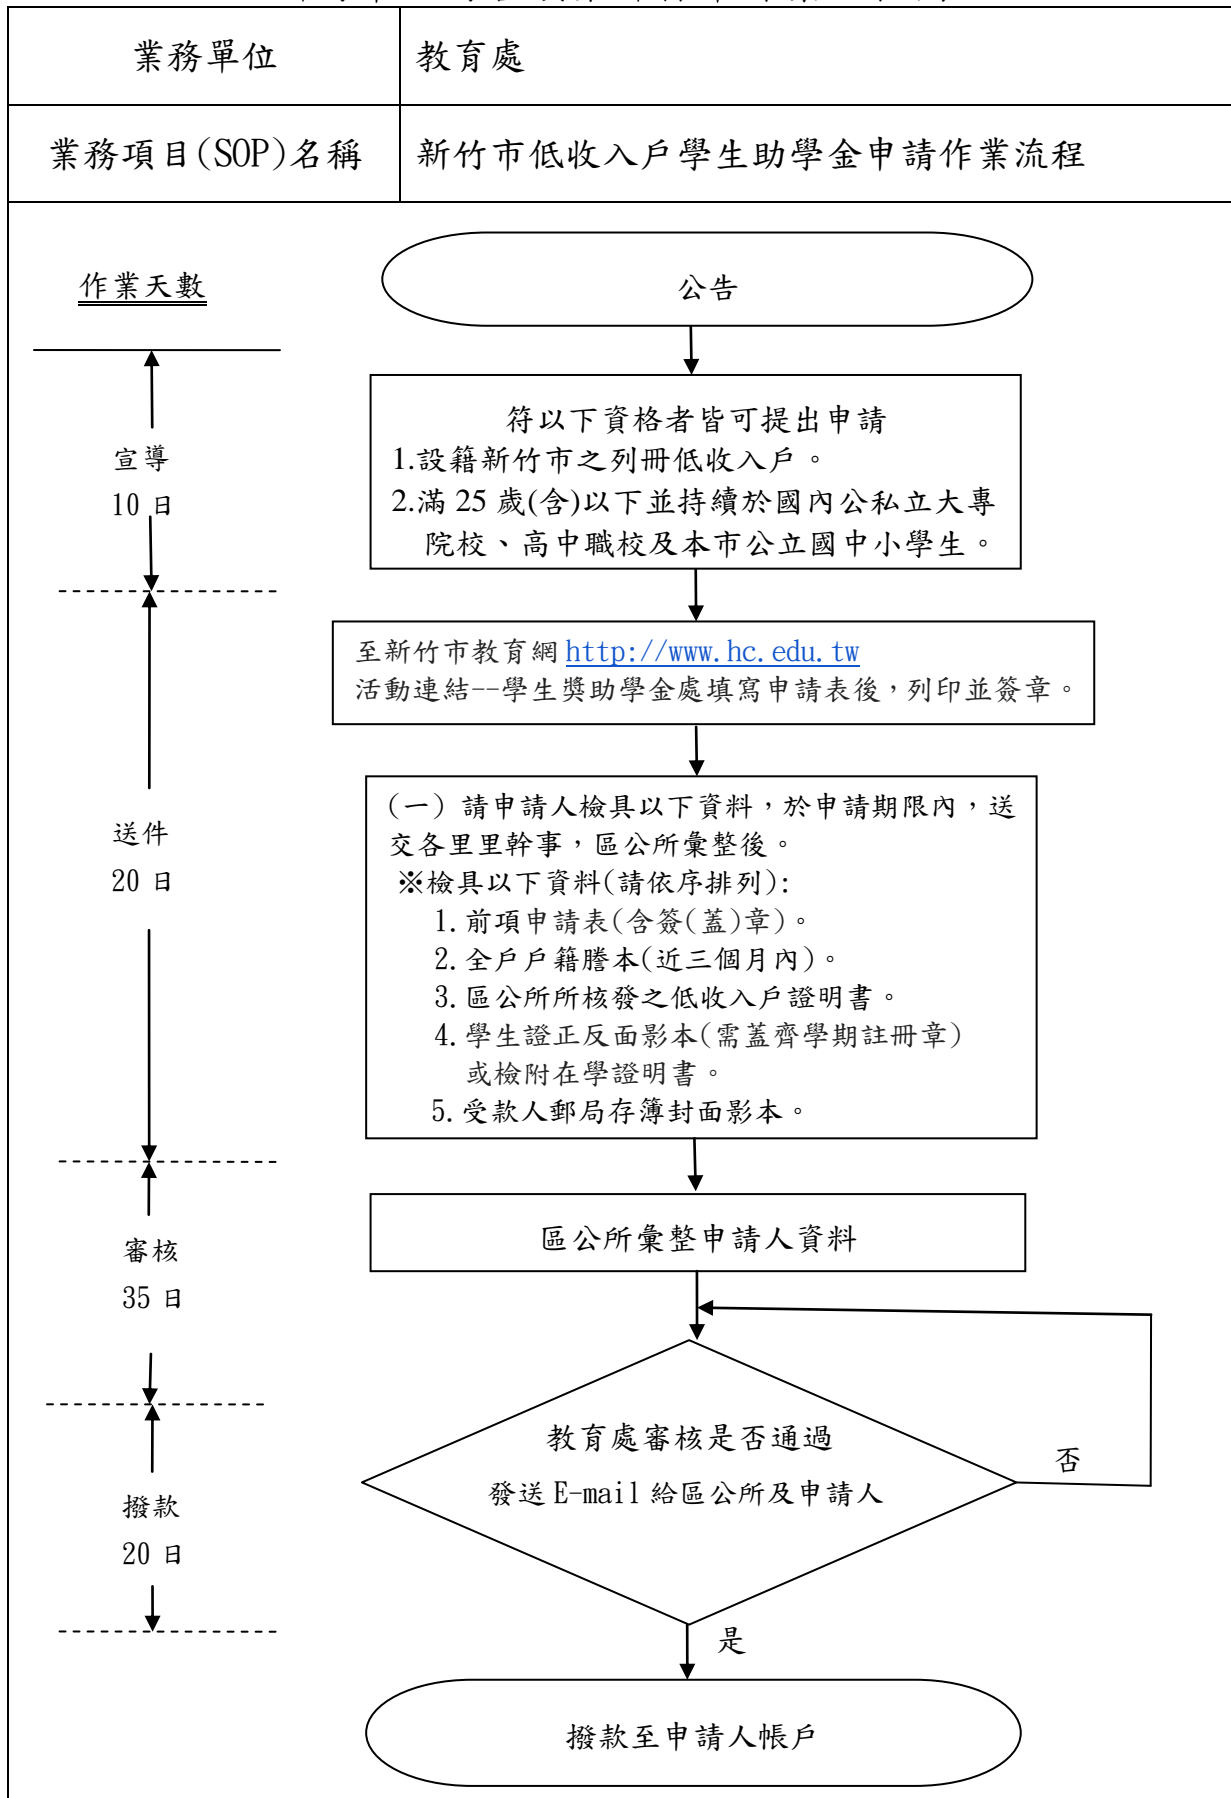 業務單位
教育處
業務項目(SOP)名稱
新竹市低收入戶學生助學金申請作業流程
作業天數
公告
符以下資格者皆可提出申請
1.設籍新竹市之列冊低收入戶。
2.滿 25 歲(含)以下並持續於國內公私立大專
院校、高中職校及本市公立國中小學生。
宣導
10 日
至新竹市教育網 http://www.hc.edu.tw
活動連結--學生獎助學金處填寫申請表後，列印並簽章。
(一) 請申請人檢具以下資料，於申請期限內，送
交各里里幹事，區公所彙整後。
※檢具以下資料(請依序排列):
1. 前項申請表(含簽(蓋)章)。
2. 全戶戶籍謄本(近三個月內)。
3. 區公所所核發之低收入戶證明書。
4. 學生證正反面影本(需蓋齊學期註冊章)
或檢附在學證明書。
5. 受款人郵局存簿封面影本。
送件
20 日
區公所彙整申請人資料
審核
35 日
教育處審核是否通過
發送 E-mail 給區公所及申請人
否
撥款
20 日
是
撥款至申請人帳戶